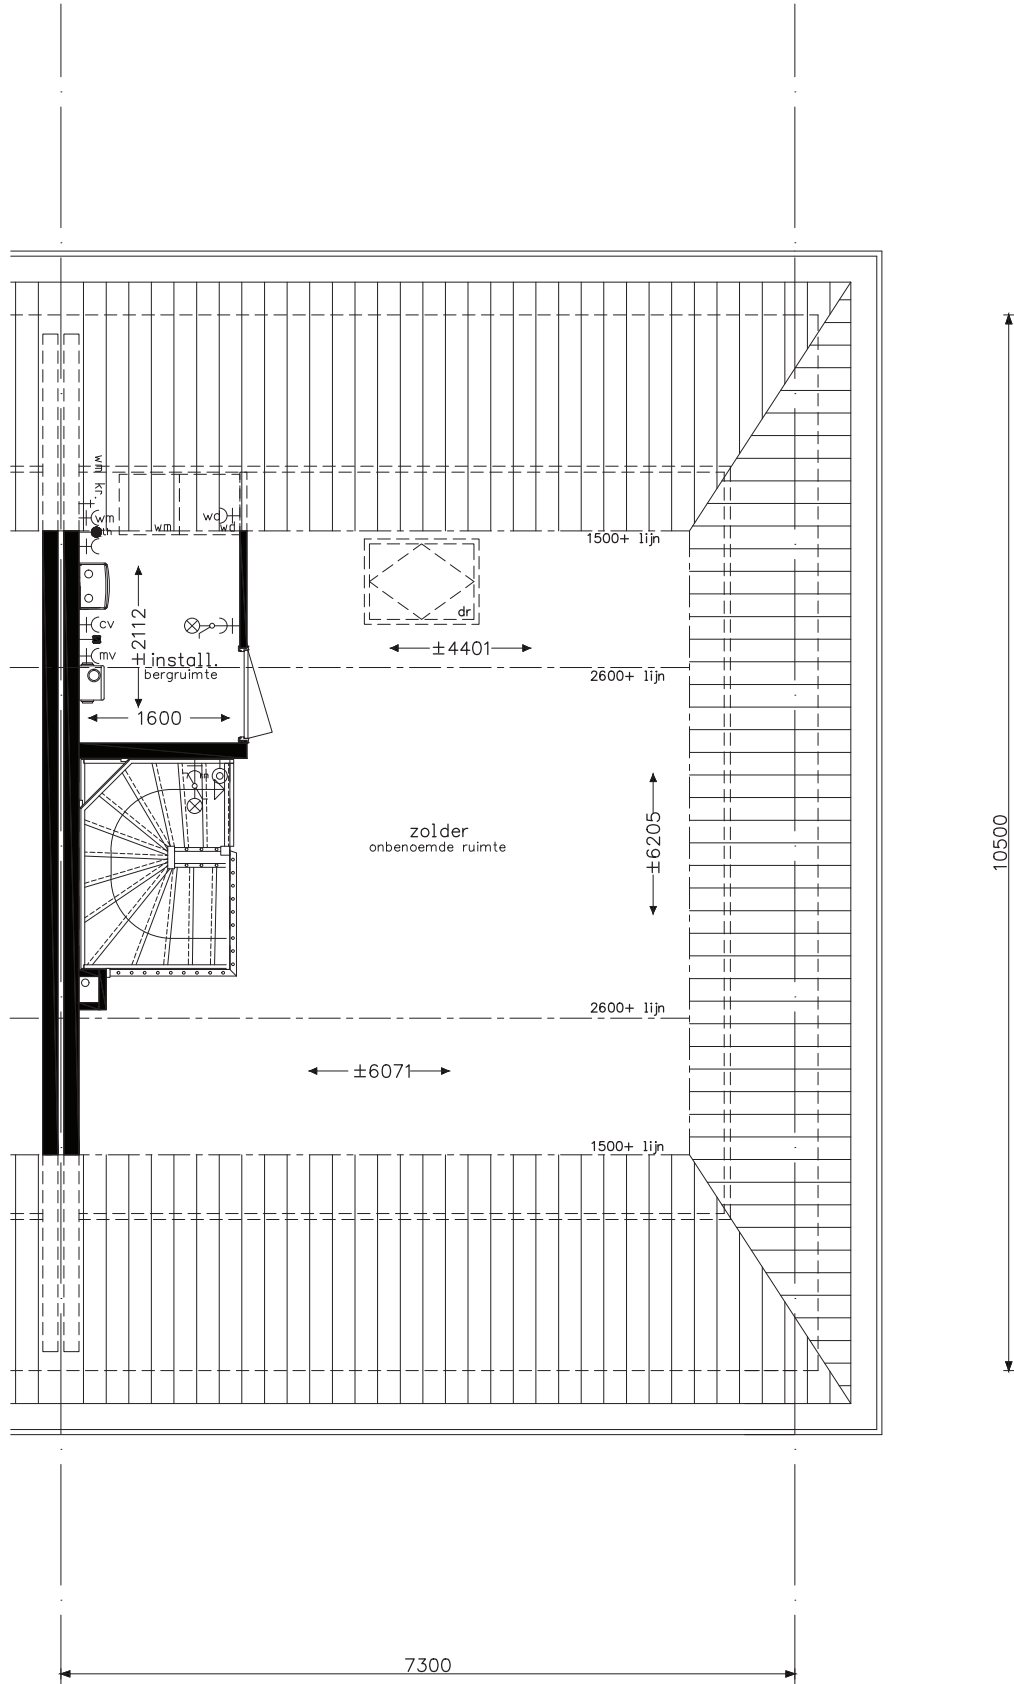 wm kr.
wm
wm
wd
wd
th
1500+ lijn
dr
cv
±2112
±4401
mv
install.
bergruimte
2600+ lijn
1600
zolder
onbenoemde ruimte
±6205
10500
2600+ lijn
±6071
1500+ lijn
7300